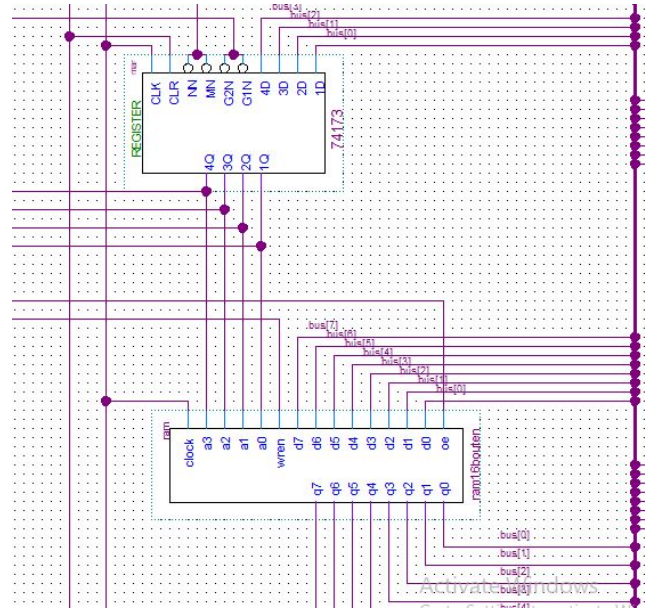 bus[3]
bus[2]
bus[1]
bus[0]
mar
CLK
CLR
NN
MN
G2N
G1N
4D
3D
2D
1D
REGISTER
74173
4Q
3Q
2Q
1Q
bus[7]
bus[6]
bus[5]
bus[4]
bus[3]
bus[2]
bus[1]
bus[0]
ram
clock
a3
a2
a1
a0
wren
d7
d6
d5
d4
d3
d2
d1
d0
oe
ram16bouten
q7
q6
q5
q4
q3
q2
q1
q0
bus[0]
bus[1]
bus[2]
bus[3]
Activate Windows
bus[4]